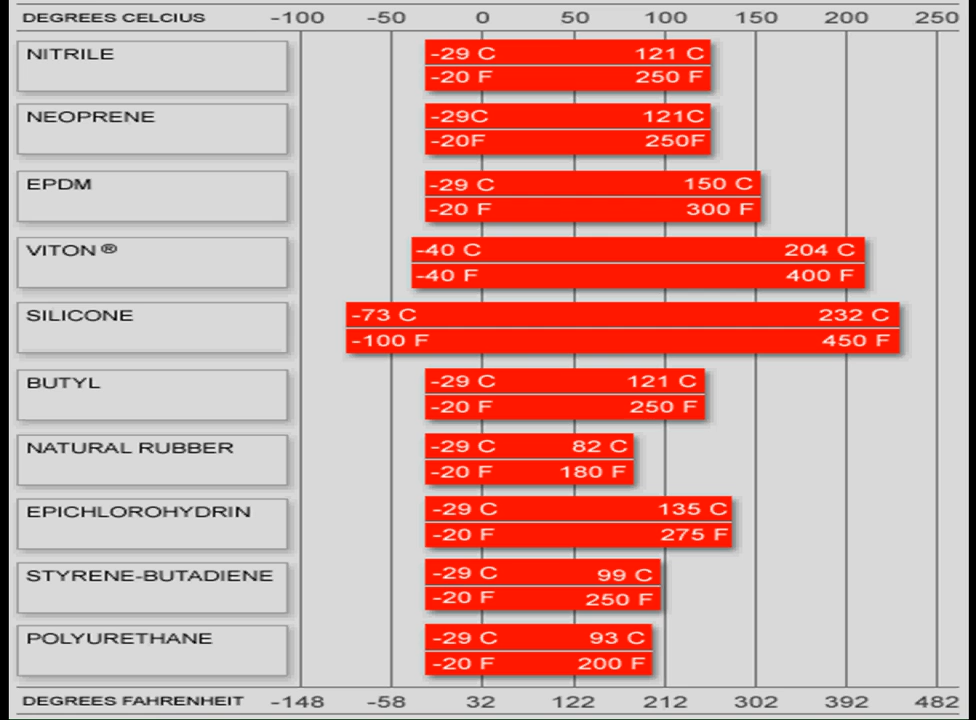 DEGREES CELCIUS -100 -50 0 50 100 150 200 250
NITRILE -29 C 121 C
-20 F 250 F
NEOPRENE -29C 121C
-20F 250F
EPDM -29 C 150 C
-20 F 300 F
VITON® -40 C 204 C
-40 F 400 F
SILICONE -73 C 232 C
-100 F 450 F
BUTYL -29 C 121 C
-20 F 250 F
NATURAL RUBBER -29 C 82 C
-20 F 180 F
EPICHLOROHYDRIN -29 C 135 C
-20 F 275 F
STYRENE-BUTADIENE -29 C 99 C
-20 F 250 F
POLYURETHANE -29 C 93 C
-20 F 200 F
DEGREES FAHRENHEIT -148 -58 32 122 212 302 392 482